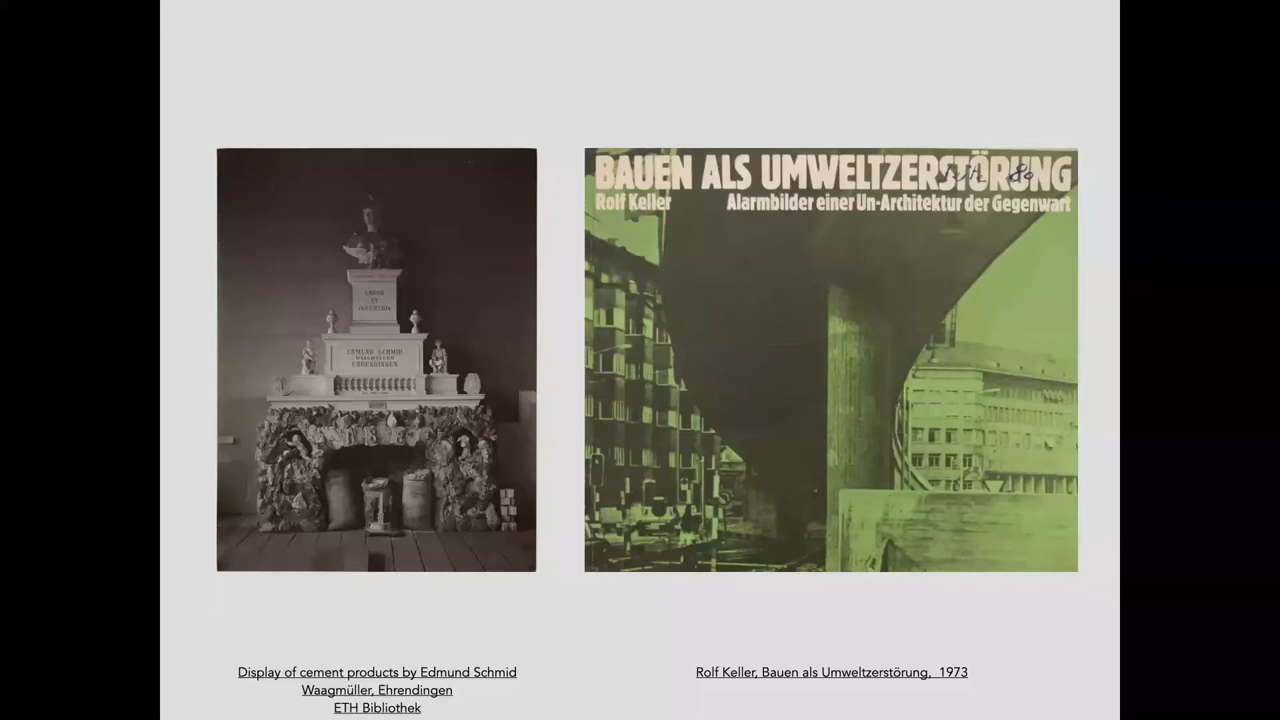 LABOR
ET
INDUSTRIA
EDMUND SCHMID
WAAGMÜLLER
EHRENDINGEN
BAUEN ALS UMWELTZERSTÖRUNG
Rolf Keller
Alarmbilder einer Un-Architektur der Gegenwart
Display of cement products by Edmund Schmid
Waagmüller, Ehrendingen
ETH Bibliothek
Rolf Keller, Bauen als Umweltzerstörung, 1973